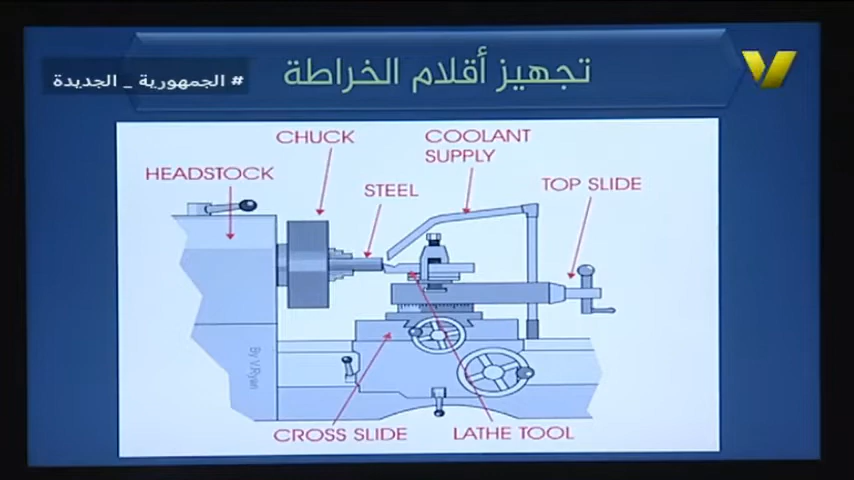 تجهيز أقلام الخراطة
# الجمهورية _ الجديدة
CHUCK
COOLANT
SUPPLY
HEADSTOCK
STEEL
TOP SLIDE
By V.Ryan
CROSS SLIDE
LATHE TOOL